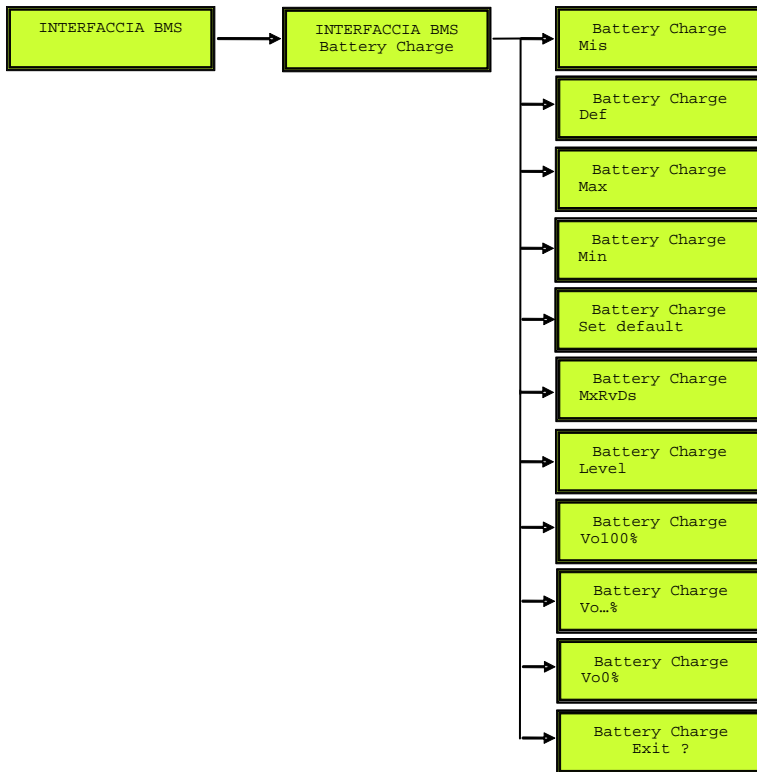 INTERFACCIA BMS
INTERFACCIA BMS
Battery Charge
Battery Charge
Mis
Battery Charge
Def
Battery Charge
Max
Battery Charge
Min
Battery Charge
Set default
Battery Charge
MxRvDs
Battery Charge
Level
Battery Charge
Vo100%
Battery Charge
Vo…%
Battery Charge
Vo0%
Battery Charge
Exit ?